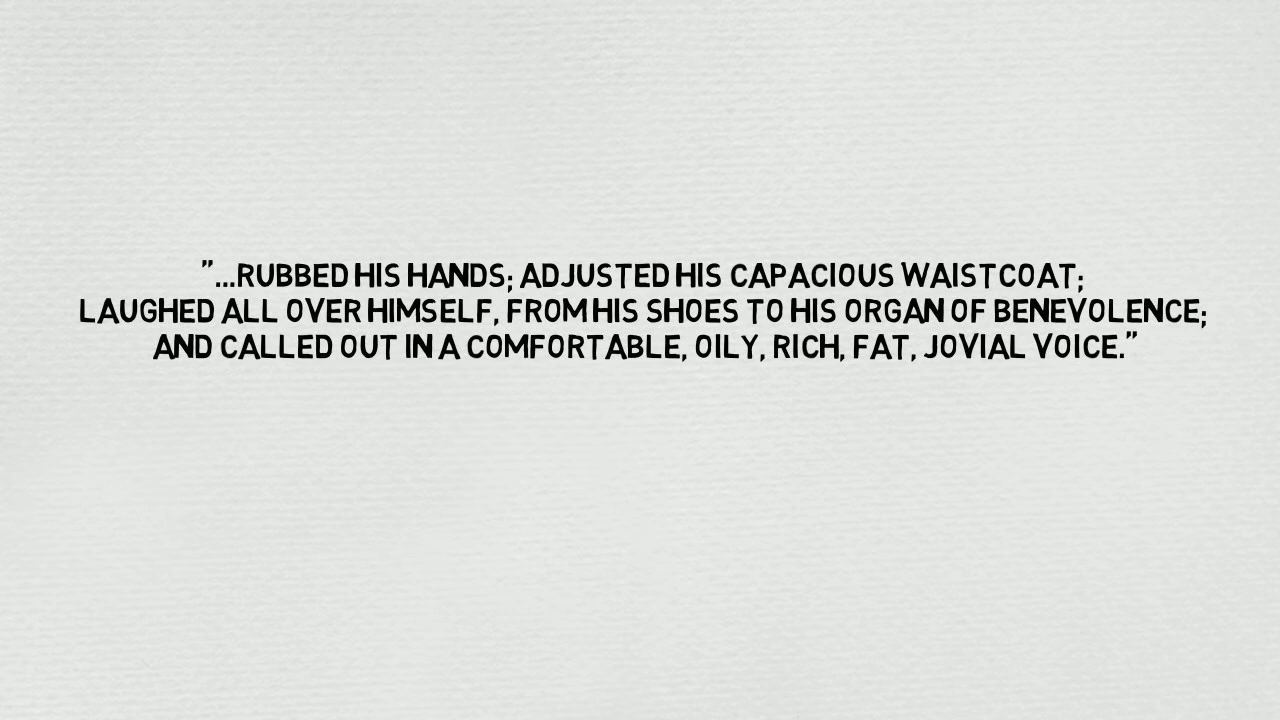 "...RUBBED HIS HANDS; ADJUSTED HIS CAPACIOUS WAISTCOAT;
LAUGHED ALL OVER HIMSELF, FROM HIS SHOES TO HIS ORGAN OF BENEVOLENCE;
AND CALLED OUT IN A COMFORTABLE, OILY, RICH, FAT, JOVIAL VOICE."